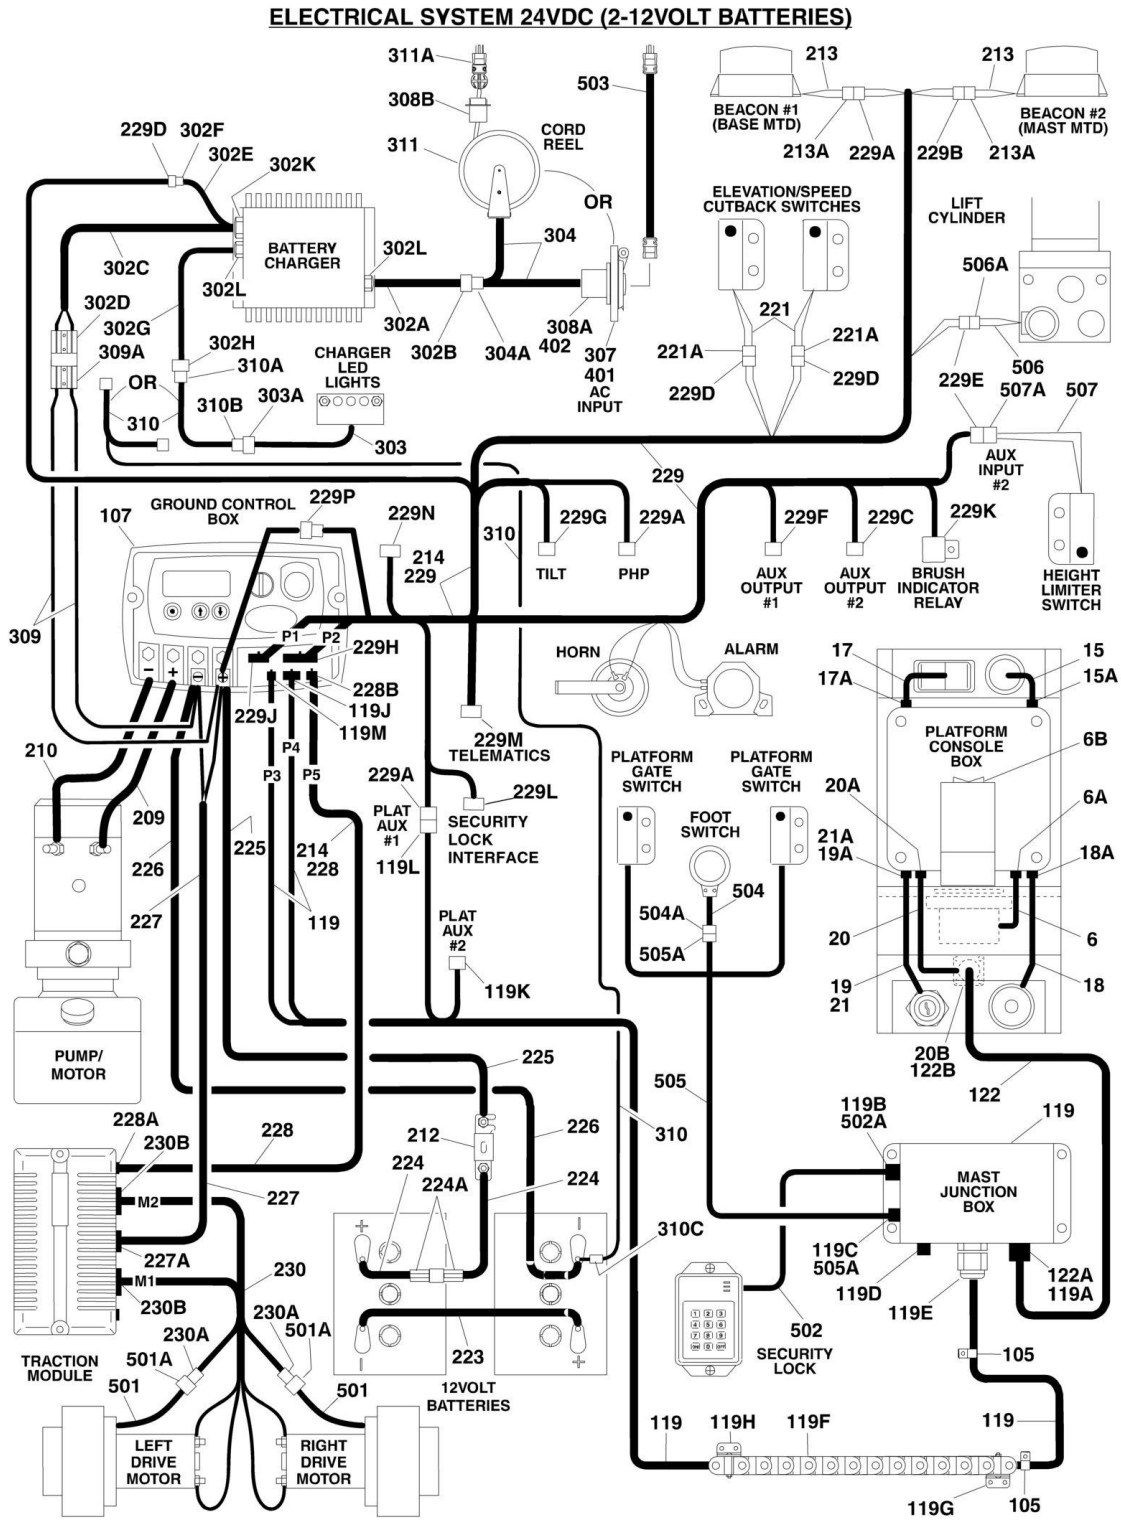 ELECTRICAL SYSTEM 24VDC (2-12VOLT BATTERIES)
311A
503
213
213
308B
311
CORD
REEL
BEACON #1
(BASE MTD)
BEACON #2
(MAST MTD)
213A
229A
229B
213A
229D
302F
302E
302K
OR
ELEVATION/SPEED
CUTBACK SWITCHES
LIFT
CYLINDER
BATTERY
CHARGER
302L
304
302C
302L
506A
302D
302G
302A
302B
304A
308A
402
307
401
AC
INPUT
221
221A
221A
229D
229D
506
229E
507A
507
309A
302H
310A
CHARGER
LED
LIGHTS
OR
310
310B
303A
303
AUX
INPUT
#2
229
GROUND CONTROL
BOX
107
229P
229N
214
229
310
229G
229A
TILT
PHP
229F
229C
229K
AUX
OUTPUT
#1
AUX
OUTPUT
#2
BRUSH
INDICATOR
RELAY
HEIGHT
LIMITER
SWITCH
309
P1
P2
229H
228B
119J
119M
229J
HORN
ALARM
17
17A
15
15A
229M
TELEMATICS
PLATFORM
CONSOLE
BOX
6B
210
209
P4
P3
P5
229A
229L
PLAT
AUX
#1
SECURITY
LOCK
INTERFACE
119L
PLATFORM
GATE
SWITCH
PLATFORM
GATE
SWITCH
FOOT
SWITCH
20A
6A
21A
19A
18A
226
225
214
228
227
119
504
504A
505A
PLAT
AUX
#2
119K
20
6
19
21
18
20B
122B
122
PUMP/
MOTOR
225
505
310
228A
230B
228
212
226
224
224A
224
119B
502A
119
MAST
JUNCTION
BOX
M2
227
227A
M1
230B
230
+
-
310C
119C
505A
119D
119E
122A
119A
230A
230A
501A
501A
501
501
-
+
223
1 2 3
4 5 6
7 8 9
0
502
SECURITY
LOCK
105
TRACTION
MODULE
12VOLT
BATTERIES
LEFT
DRIVE
MOTOR
RIGHT
DRIVE
MOTOR
119
119H
119F
119
119G
105